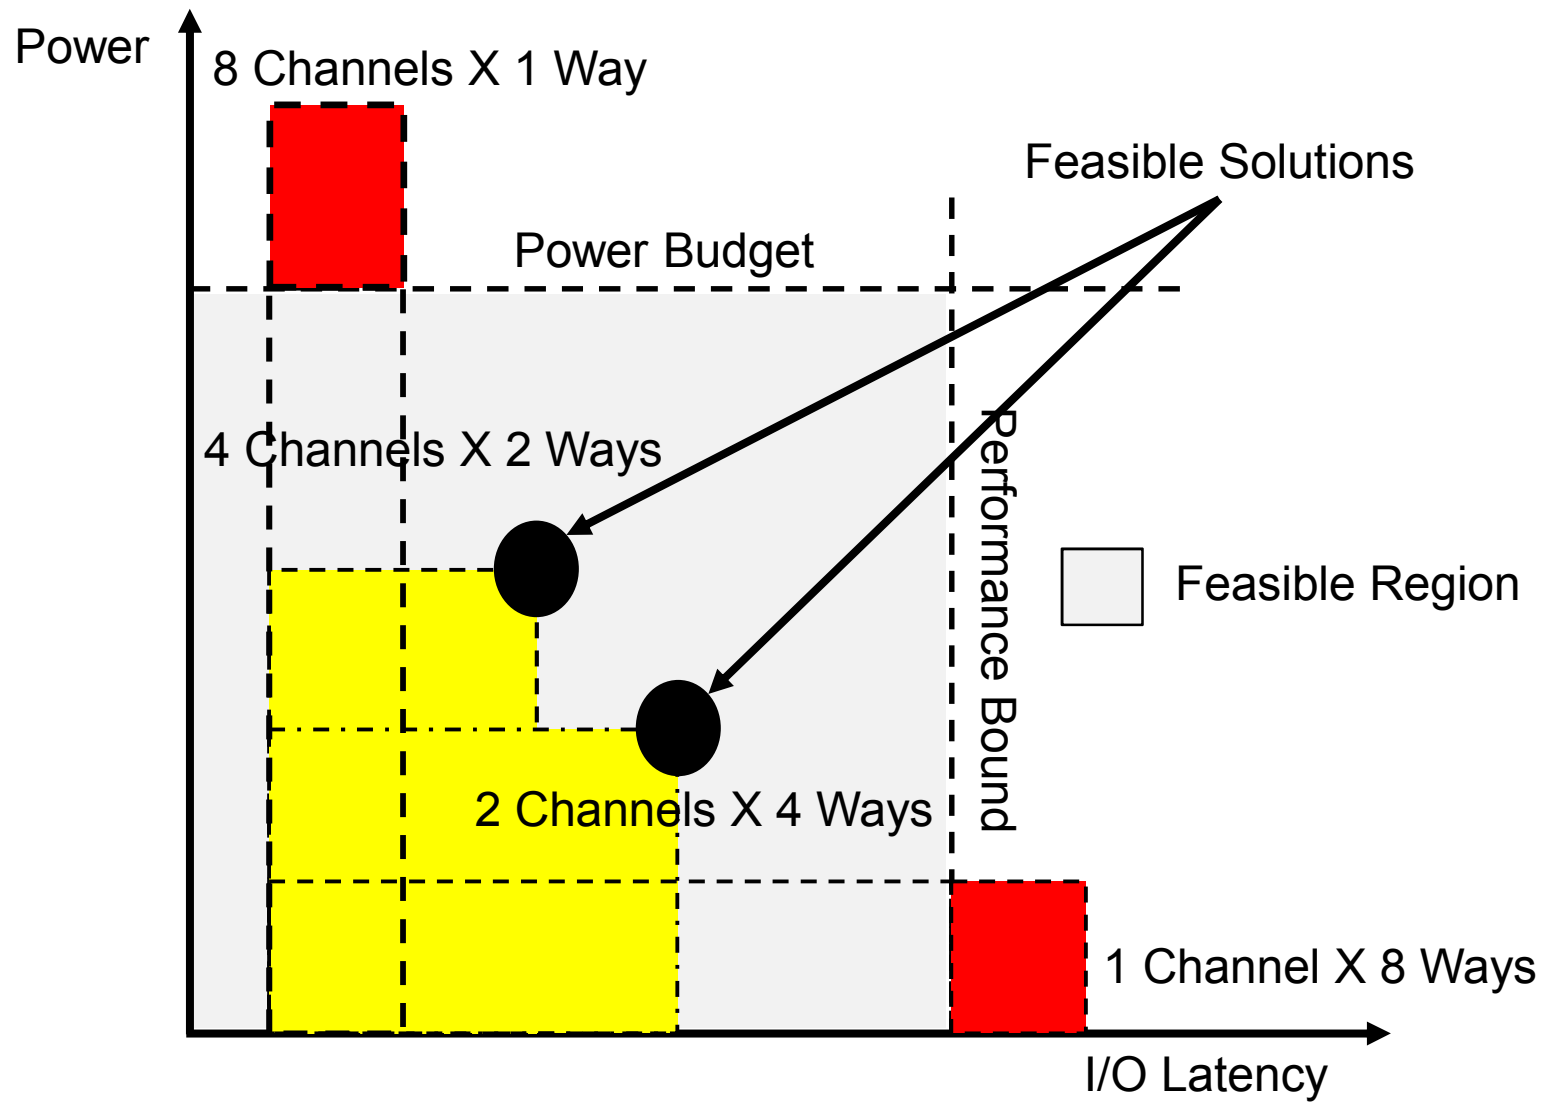 Power
8 Channels X 1 Way
Feasible Solutions
Power Budget
4 Channels X 2 Ways
Performance Bound
Feasible Region
2 Channels X 4 Ways
1 Channel X 8 Ways
I/O Latency